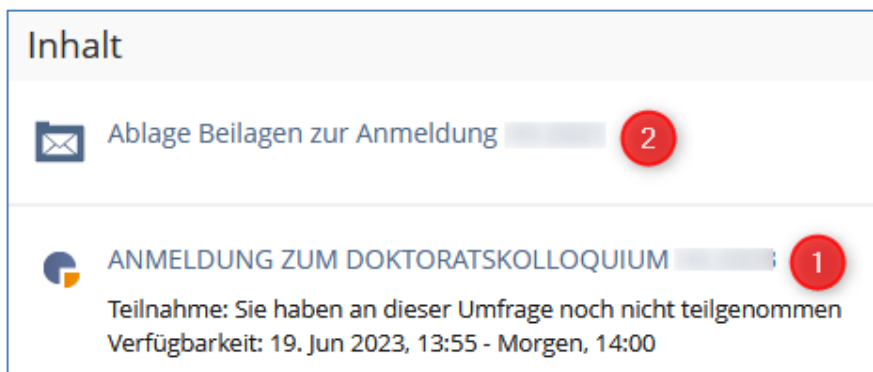 Inhalt
Ablage Beilagen zur Anmeldung
2
ANMELDUNG ZUM DOKTORATSKOLLOQUIUM
1
Teilnahme: Sie haben an dieser Umfrage noch nicht teilgenommen
Verfügbarkeit: 19. Jun 2023, 13:55 - Morgen, 14:00